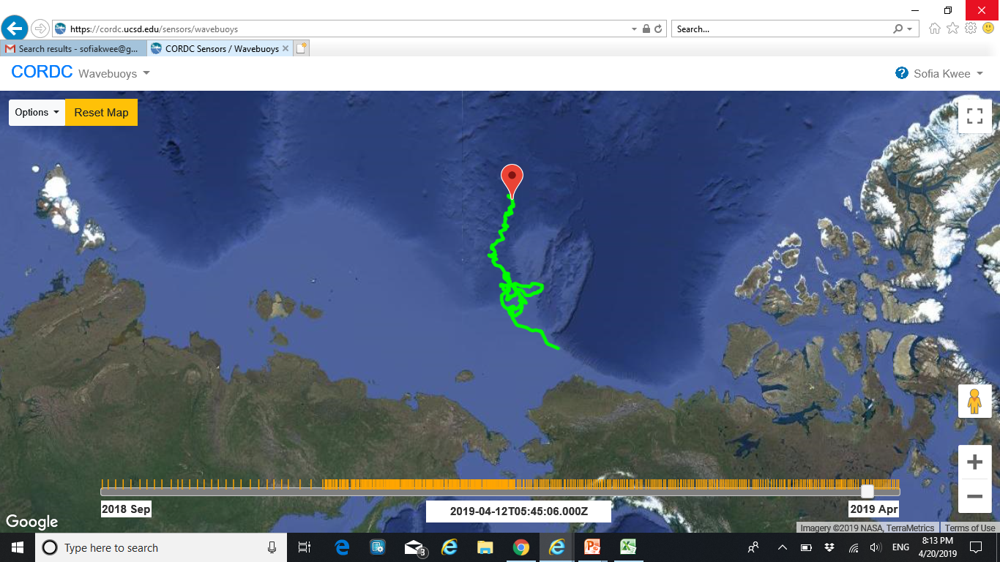 https://cordc.ucsd.edu/sensors/wavebuoys
Search...
Search results - sofiakwee@g...
CORDC Sensors / Wavebuoys
CORDC Wavebuoys
? Sofia Kwee
Options
Reset Map
2018 Sep
2019-04-12T05:45:06.000Z
2019 Apr
Google
Imagery ©2019 NASA, TerraMetrics
Terms of Use
Type here to search
3
ENG
8:13 PM
4/20/2019